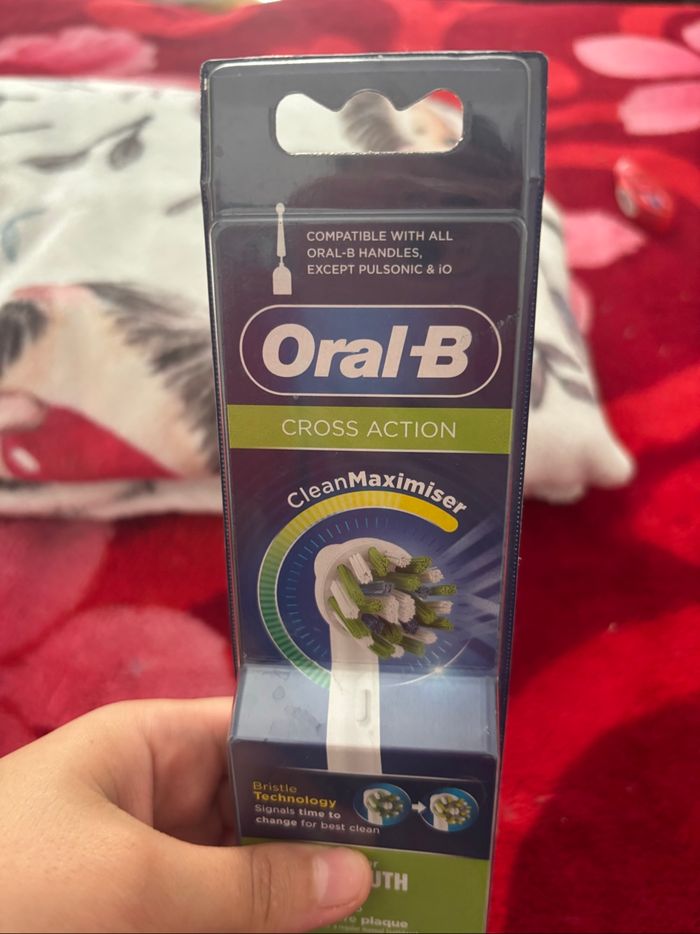 COMPATIBLE WITH ALL
ORAL-B HANDLES,
EXCEPT PULSONIC & iO
Oral-B
CROSS ACTION
CleanMaximiser
Bristle
Technology
Signals time to
change for best clean
plaque